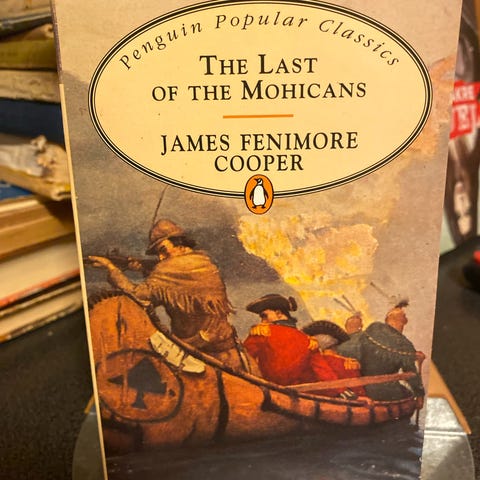 Penguin Popular Classics
THE LAST
OF THE MOHICANS
JAMES FENIMORE
COOPER